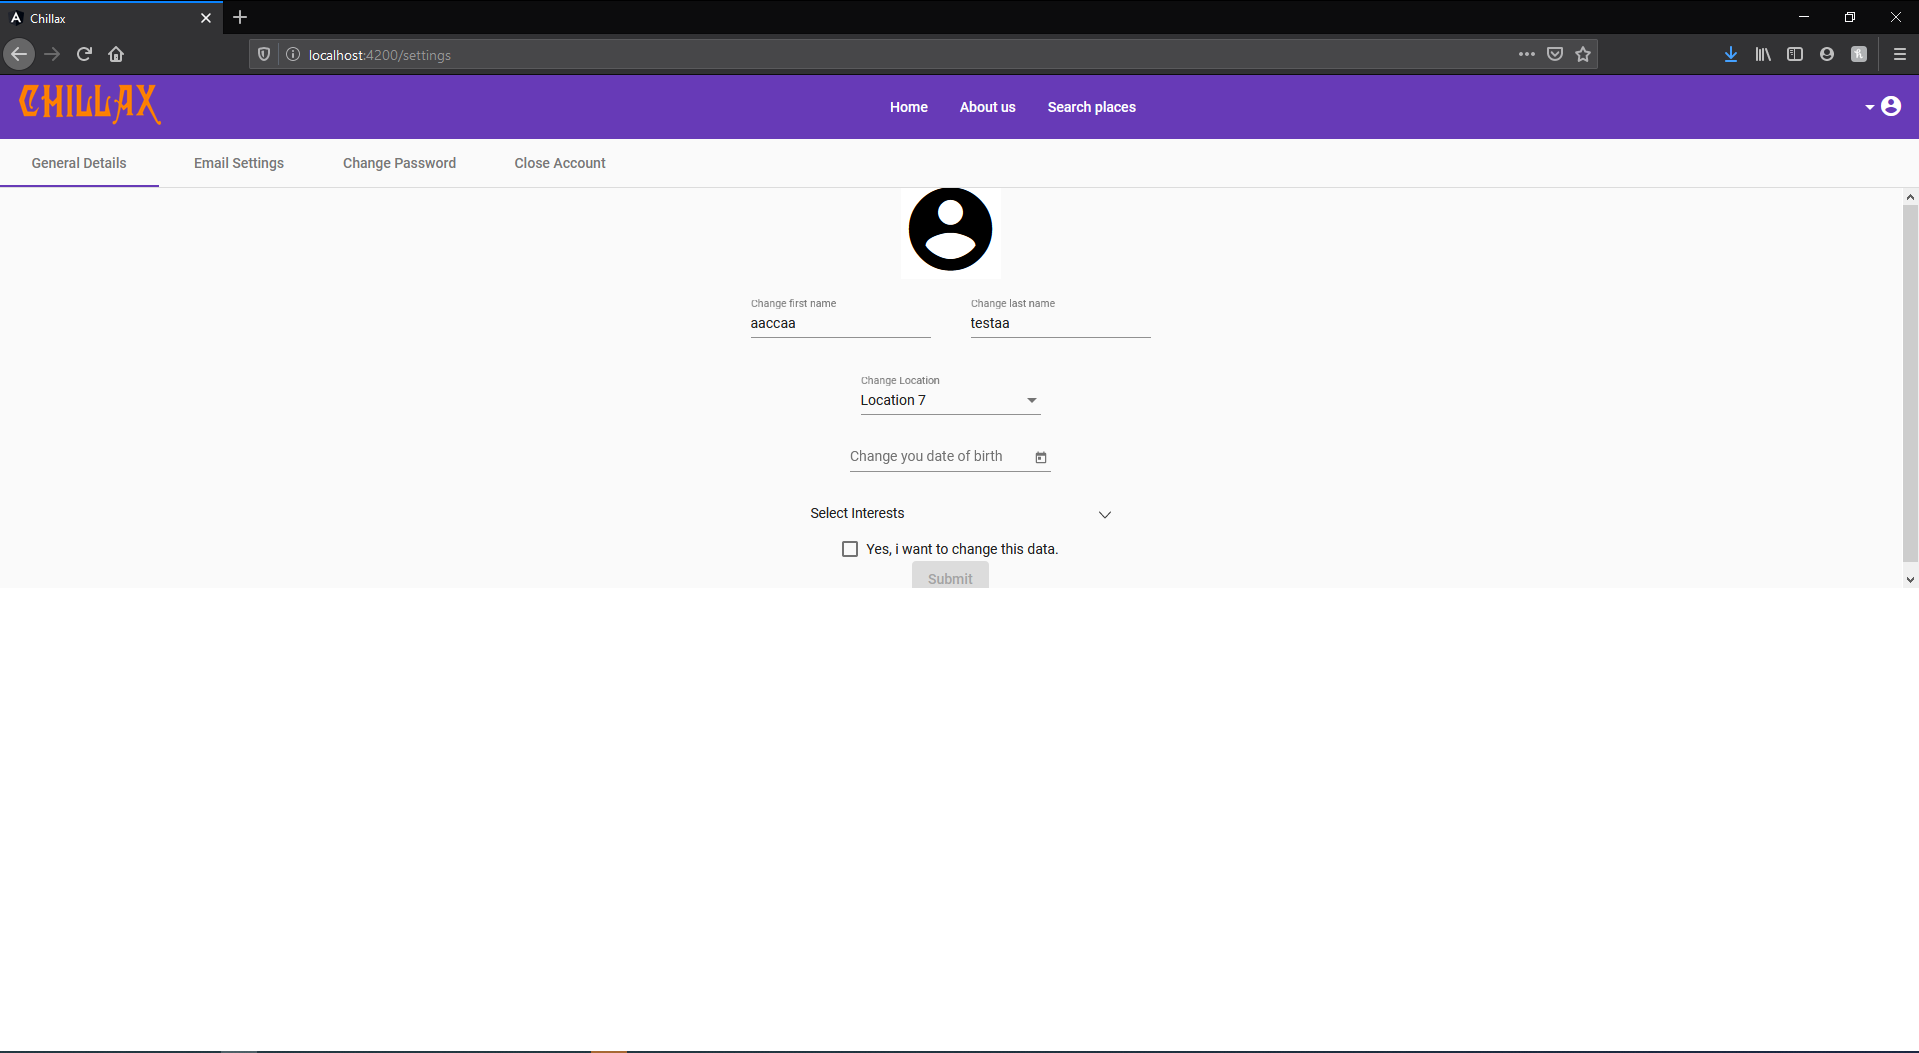 Chillax
localhost:4200/settings
CHILLAX
Home
About us
Search places
General Details
Email Settings
Change Password
Close Account
Change first name
aaccaa
Change last name
testaa
Change Location
Location 7
Change you date of birth
Select Interests
Yes, i want to change this data.
Submit